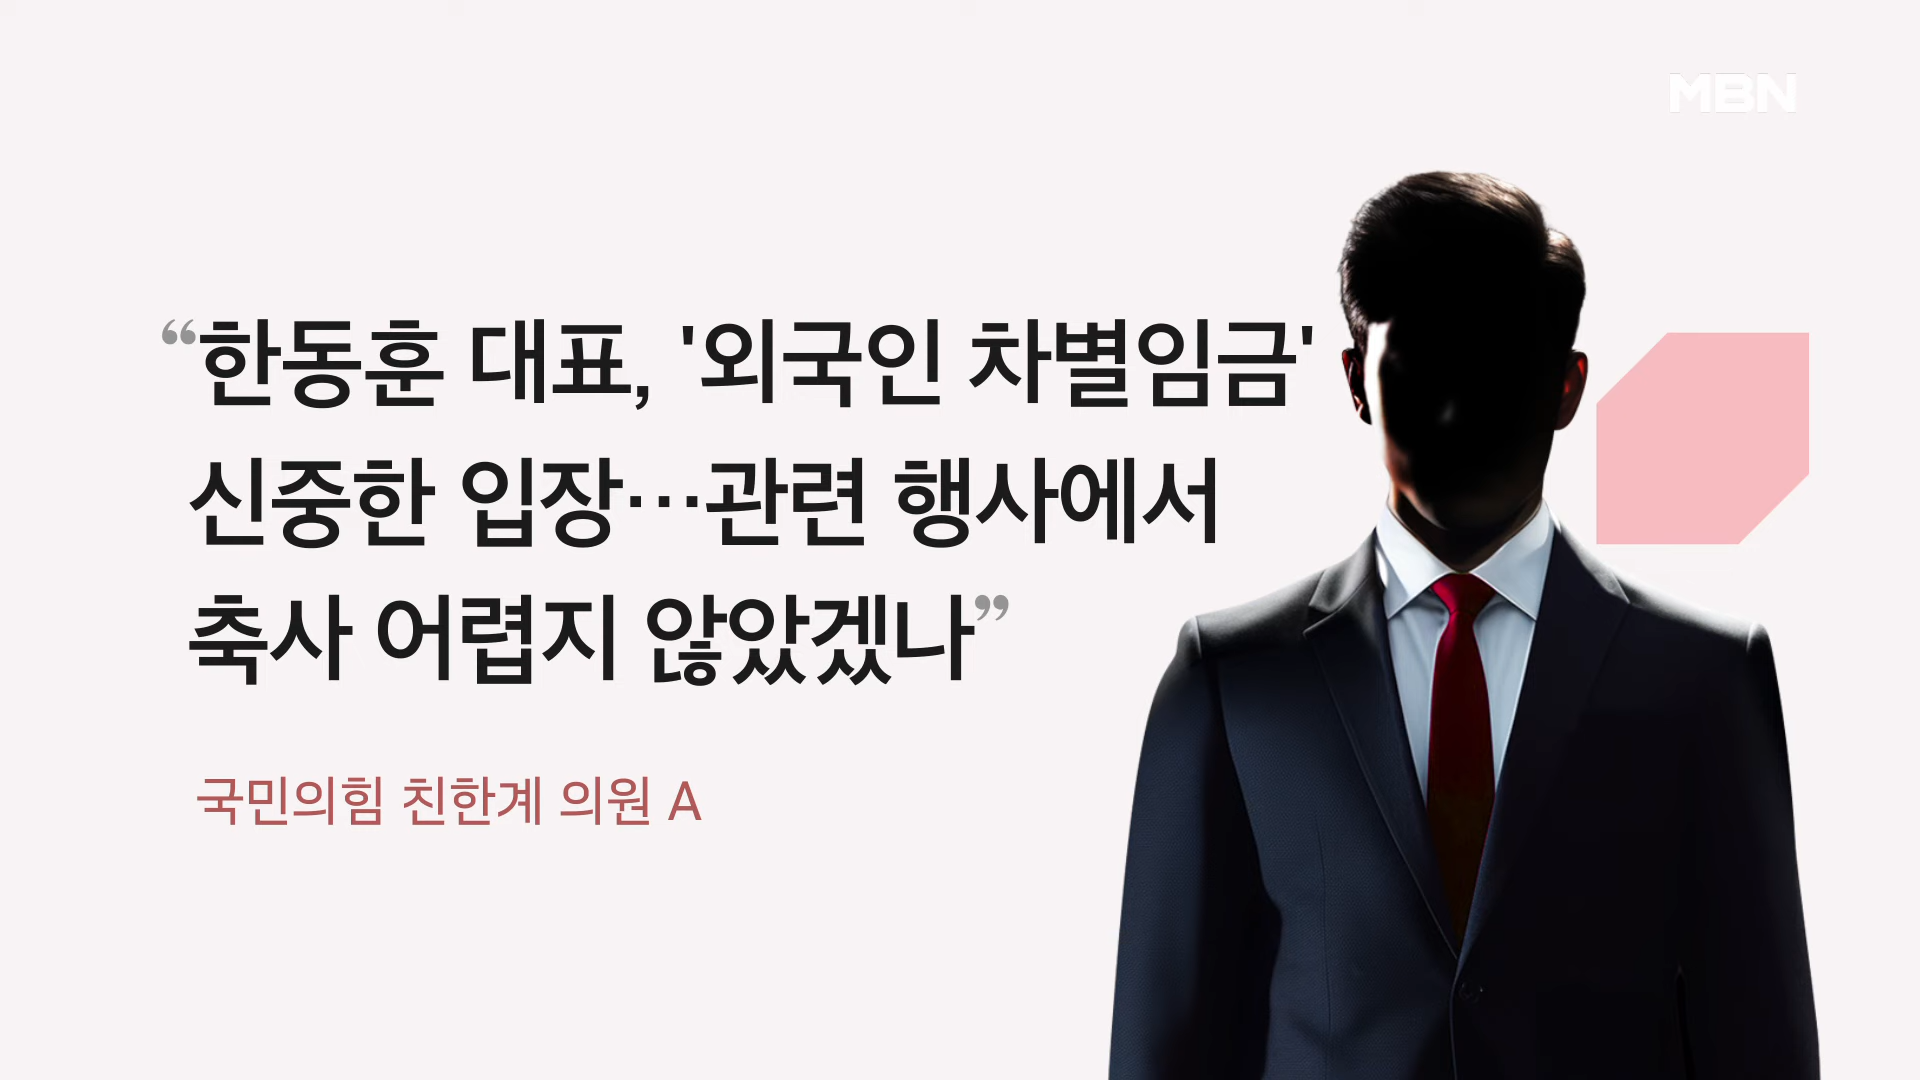 MBN
“한동훈 대표, '외국인 차별임금'
신중한 입장…관련 행사에서
축사 어렵지 않았겠나”
국민의힘 친한계 의원 A